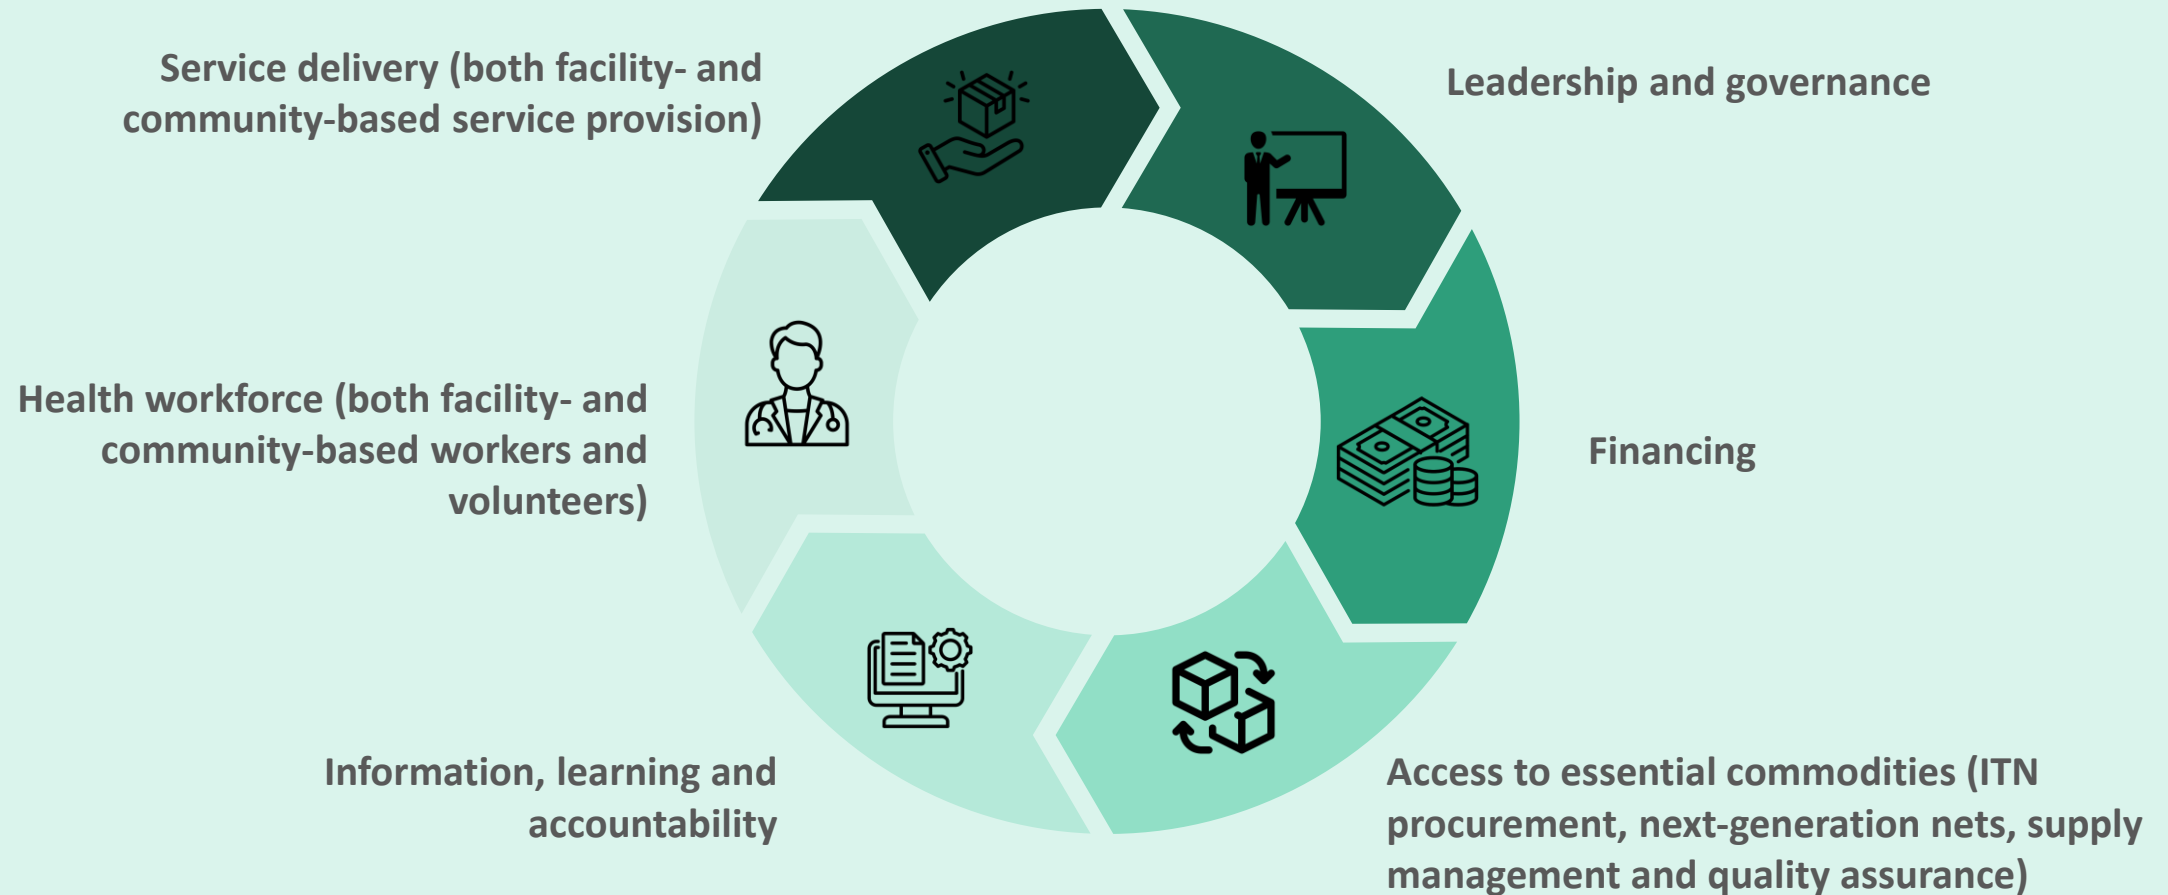 Service delivery (both facility- and
community-based service provision)
Leadership and governance
Health workforce (both facility- and
community-based workers and
volunteers)
Financing
Information, learning and
accountability
Access to essential commodities (ITN
procurement, next-generation nets, supply
management and quality assurance)